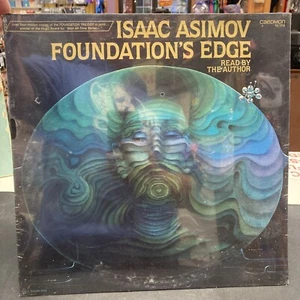 ISAAC ASIMOV
FOUNDATION'S EDGE
READ BY
THE AUTHOR
CAEDMON